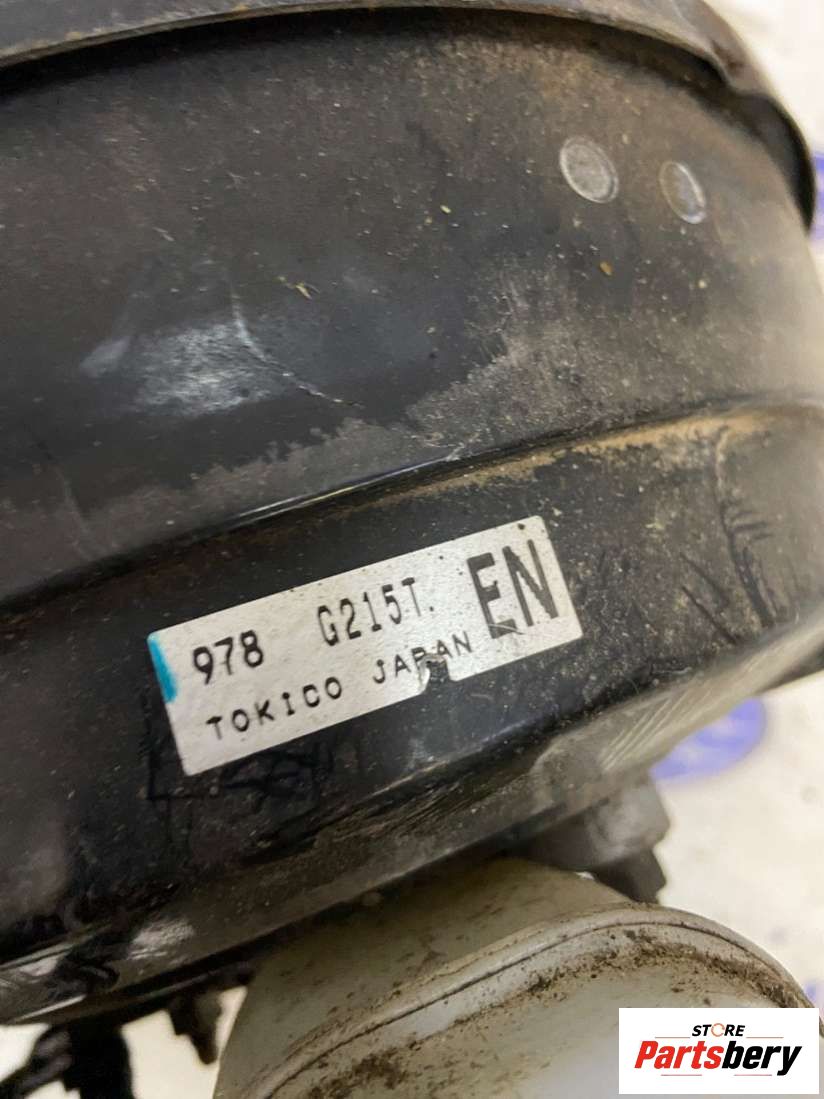 978 G215T. EN
TOKICO JAPAN
STORE
Partsbery